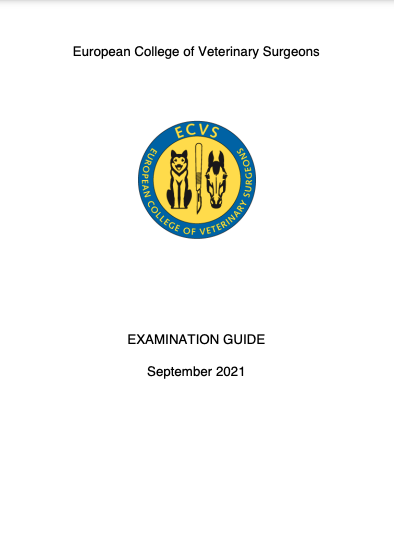 European College of Veterinary Surgeons
ECVS
EUROPEAN COLLEGE OF VETERINARY SURGEONS
EXAMINATION GUIDE
September 2021